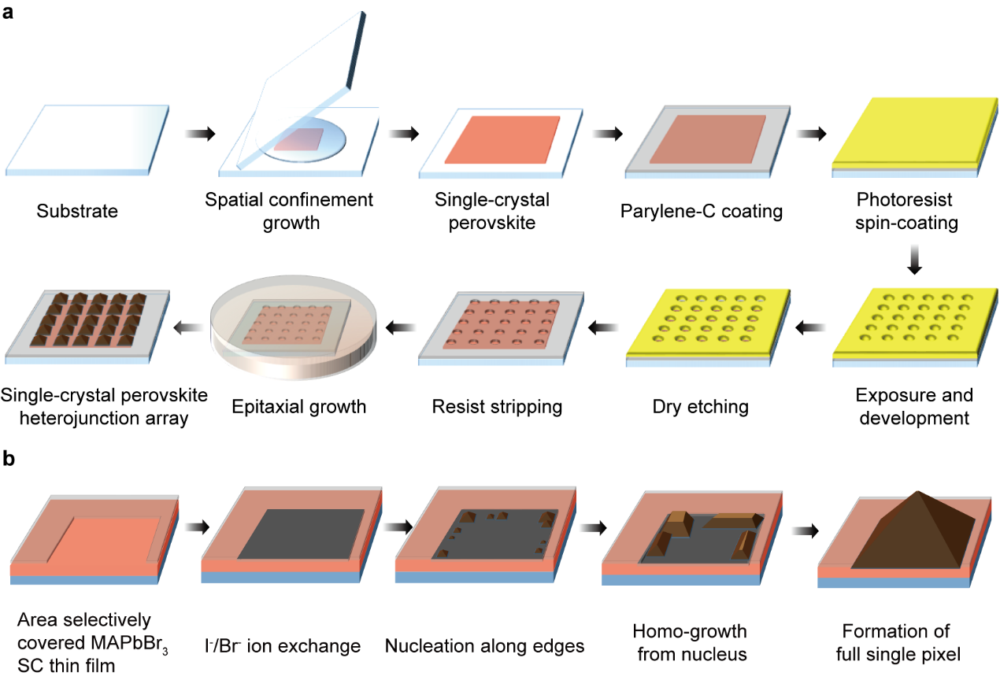 a
Substrate
Spatial confinement
growth
Single-crystal
perovskite
Parylene-C coating
Photoresist
spin-coating
Single-crystal perovskite
heterojunction array
Epitaxial growth
Resist stripping
Dry etching
Exposure and
development
b
Area selectively
covered MAPbBr₃
SC thin film
I⁻/Br⁻ ion exchange
Nucleation along edges
Homo-growth
from nucleus
Formation of
full single pixel